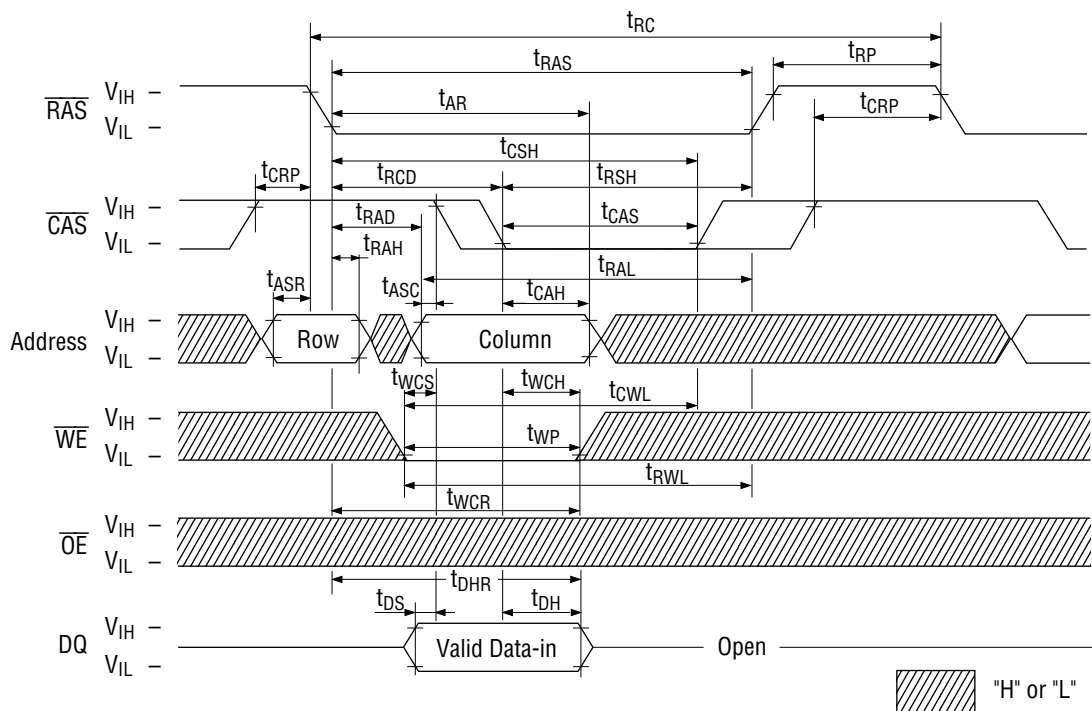 tRC
tRAS
tRP
RAS
VIH –
VIL –
tAR
tCRP
tCSH
tCRP
tRCD
tRSH
CAS
VIH –
VIL –
tRAD
tCAS
tRAH
tRAL
tASR
tASC
tCAH
Address
VIH –
VIL –
Row
Column
tWCS
tWCH
tCWL
WE
VIH –
VIL –
tWP
tRWL
tWCR
OE
VIH –
VIL –
tDHR
tDS
tDH
DQ
VIH –
VIL –
Valid Data-in
Open
"H" or "L"